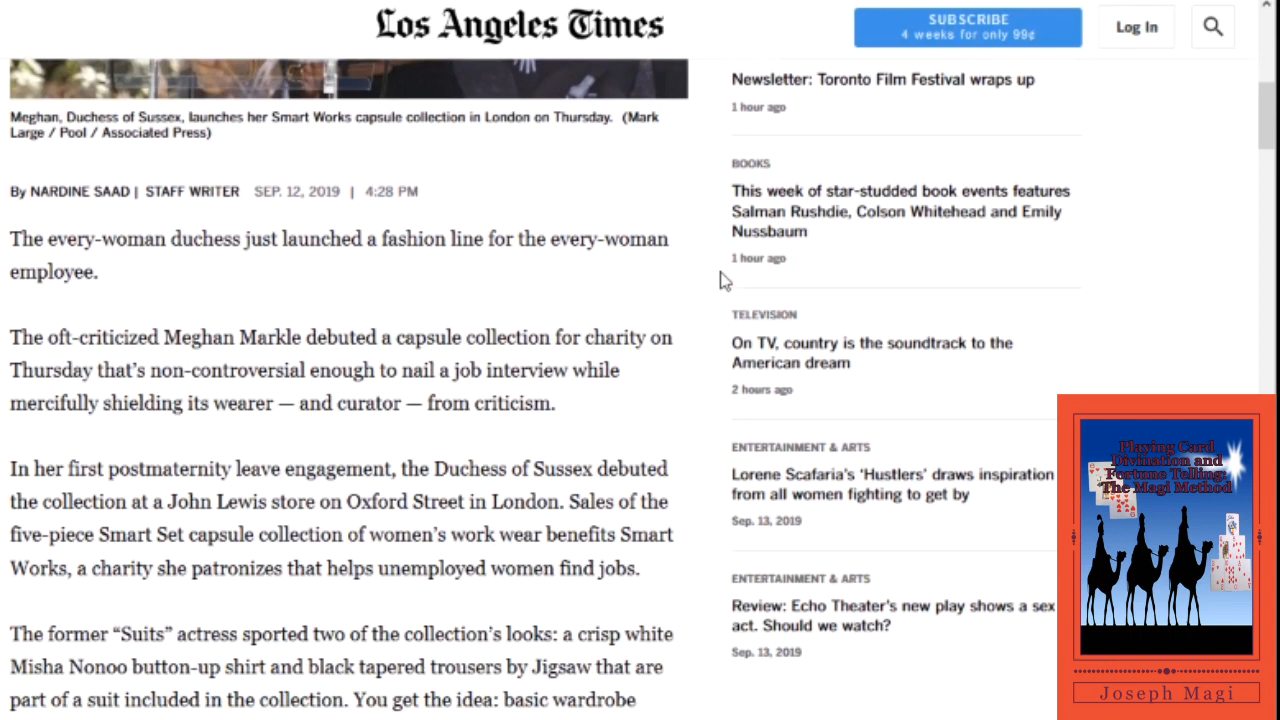 Los Angeles Times
SUBSCRIBE
4 weeks for only 99¢
Log In
Meghan, Duchess of Sussex, launches her Smart Works capsule collection in London on Thursday. (Mark
Large / Pool / Associated Press)
By NARDINE SAAD | STAFF WRITER SEP. 12, 2019 | 4:28 PM
The every-woman duchess just launched a fashion line for the every-woman
employee.
The oft-criticized Meghan Markle debuted a capsule collection for charity on
Thursday that’s non-controversial enough to nail a job interview while
mercifully shielding its wearer — and curator — from criticism.
In her first postmaternity leave engagement, the Duchess of Sussex debuted
the collection at a John Lewis store on Oxford Street in London. Sales of the
five-piece Smart Set capsule collection of women’s work wear benefits Smart
Works, a charity she patronizes that helps unemployed women find jobs.
The former “Suits” actress sported two of the collection’s looks: a crisp white
Misha Nonoo button-up shirt and black tapered trousers by Jigsaw that are
part of a suit included in the collection. You get the idea: basic wardrobe
Newsletter: Toronto Film Festival wraps up
1 hour ago
BOOKS
This week of star-studded book events features
Salman Rushdie, Colson Whitehead and Emily
Nussbaum
1 hour ago
TELEVISION
On TV, country is the soundtrack to the
American dream
2 hours ago
ENTERTAINMENT & ARTS
Lorene Scafaria’s ‘Hustlers’ draws inspiration
from all women fighting to get by
Sep. 13, 2019
ENTERTAINMENT & ARTS
Review: Echo Theater’s new play shows a sex
act. Should we watch?
Sep. 13, 2019
Playing Card
Divination and
Fortune Telling:
The Magi Method
Joseph Magi